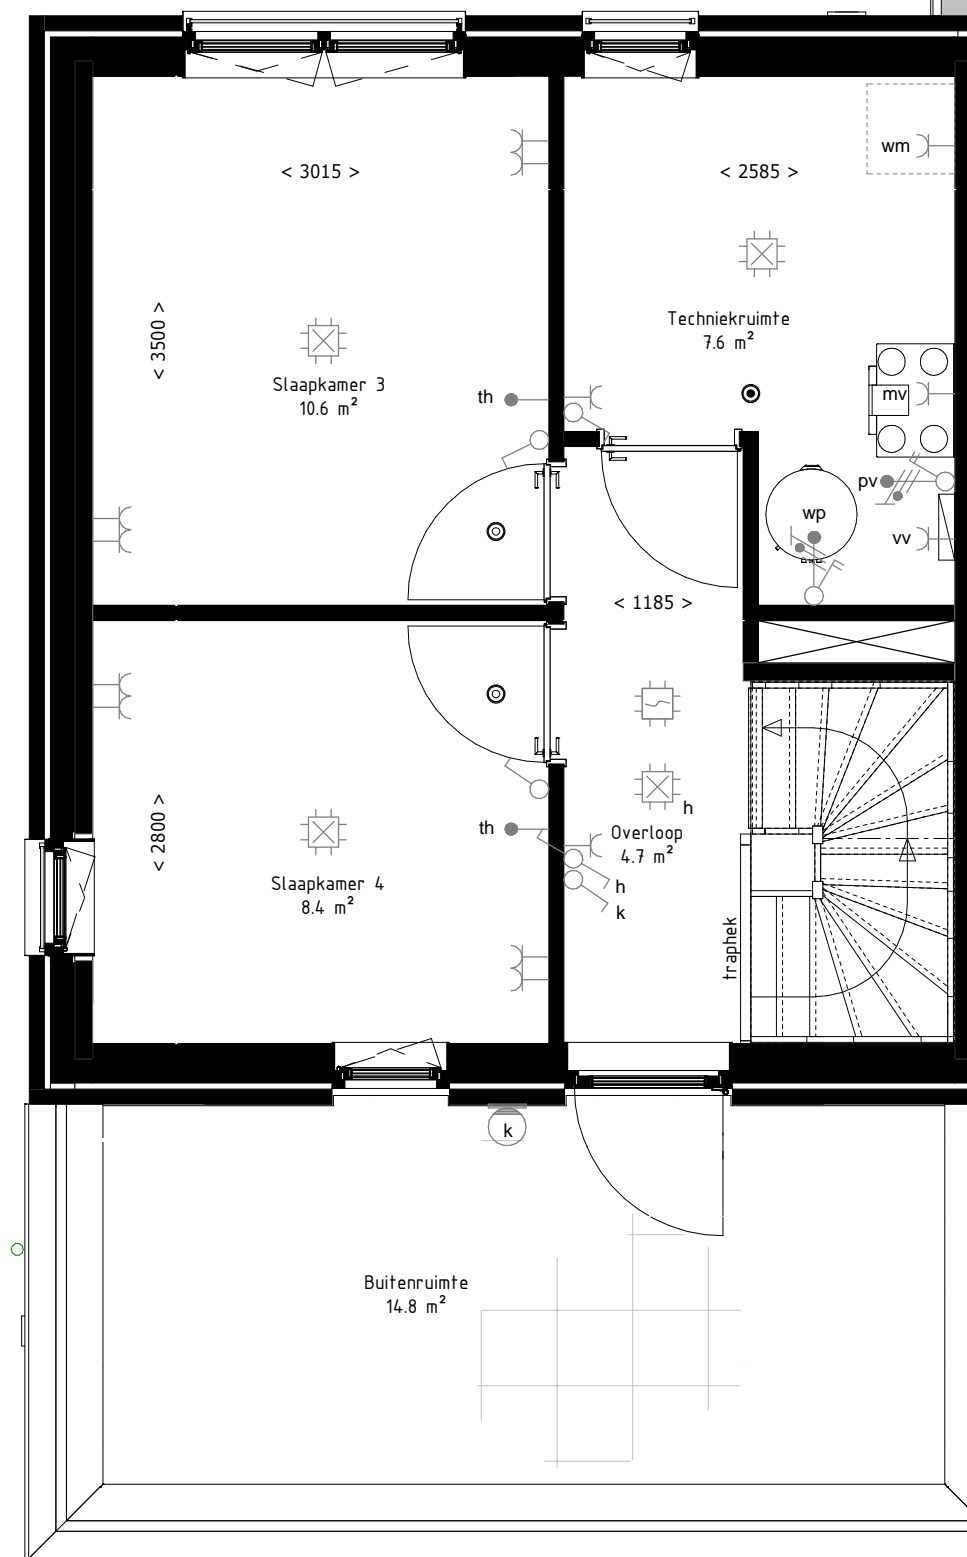 wm
< 3015 >
< 2585 >
< 3500 >
Techniekruimte
7.6 m²
Slaapkamer 3
10.6 m²
th
mv
pv
wp
vv
< 1185 >
< 2800 >
h
th
Overloop
4.7 m²
Slaapkamer 4
8.4 m²
h
k
traphek
k
Buitenruimte
14.8 m²